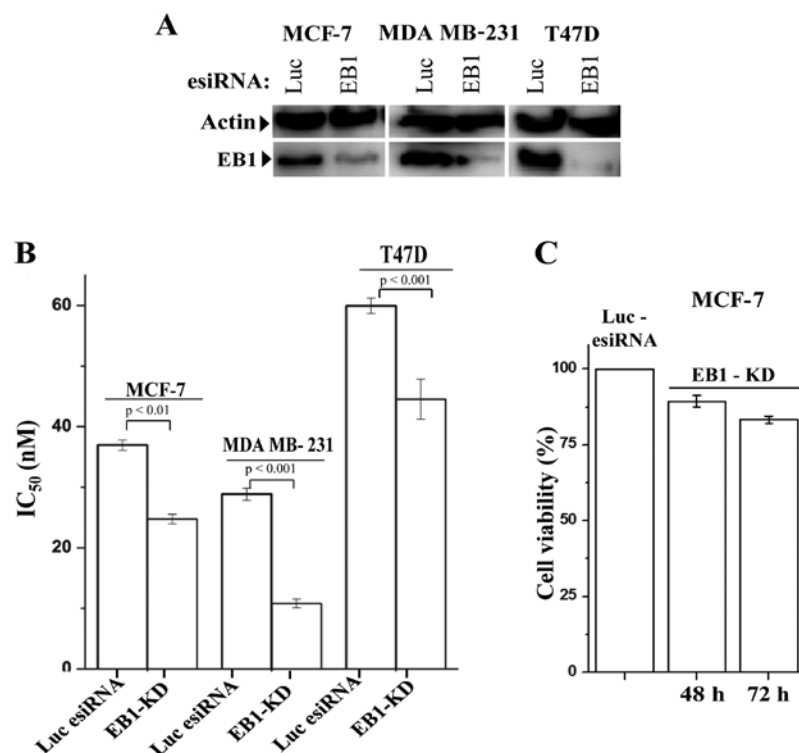 A
MCF-7 MDA MB-231 T47D
esiRNA: Luc EB1 Luc EB1 Luc EB1
Actin
EB1
B
IC50 (nM)
60
40
20
0
T47D
p < 0.001
MCF-7
p < 0.01
MDA MB- 231
p < 0.001
Luc esiRNA
EB1-KD
Luc esiRNA
EB1-KD
Luc esiRNA
EB1-KD
C
MCF-7
Luc -
esiRNA
EB1 - KD
Cell viability (%)
100
75
50
25
0
48 h 72 h